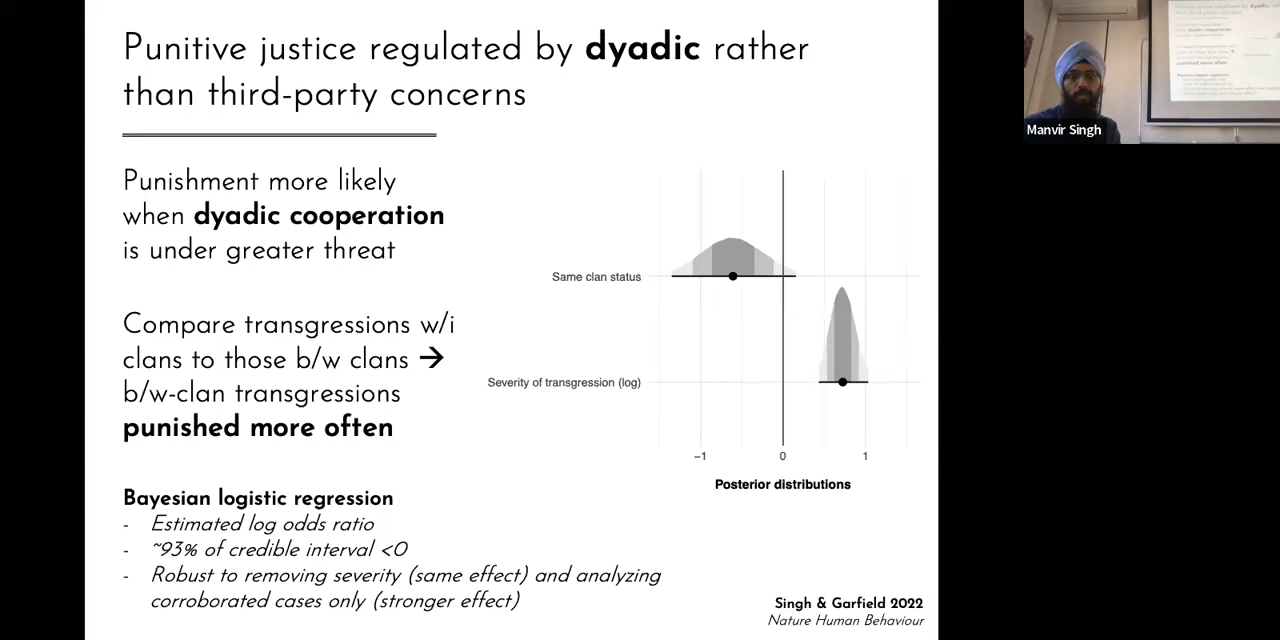 Punitive justice regulated by dyadic rather
than third-party concerns
Punishment more likely
when dyadic cooperation
is under greater threat
Compare transgressions w/i
clans to those b/w clans →
b/w-clan transgressions
punished more often
Bayesian logistic regression
- Estimated log odds ratio
- ~93% of credible interval <0
- Robust to removing severity (same effect) and analyzing
corroborated cases only (stronger effect)
Same clan status
Severity of transgression (log)
−1 0 1
Posterior distributions
Singh & Garfield 2022
Nature Human Behaviour
Manvir Singh